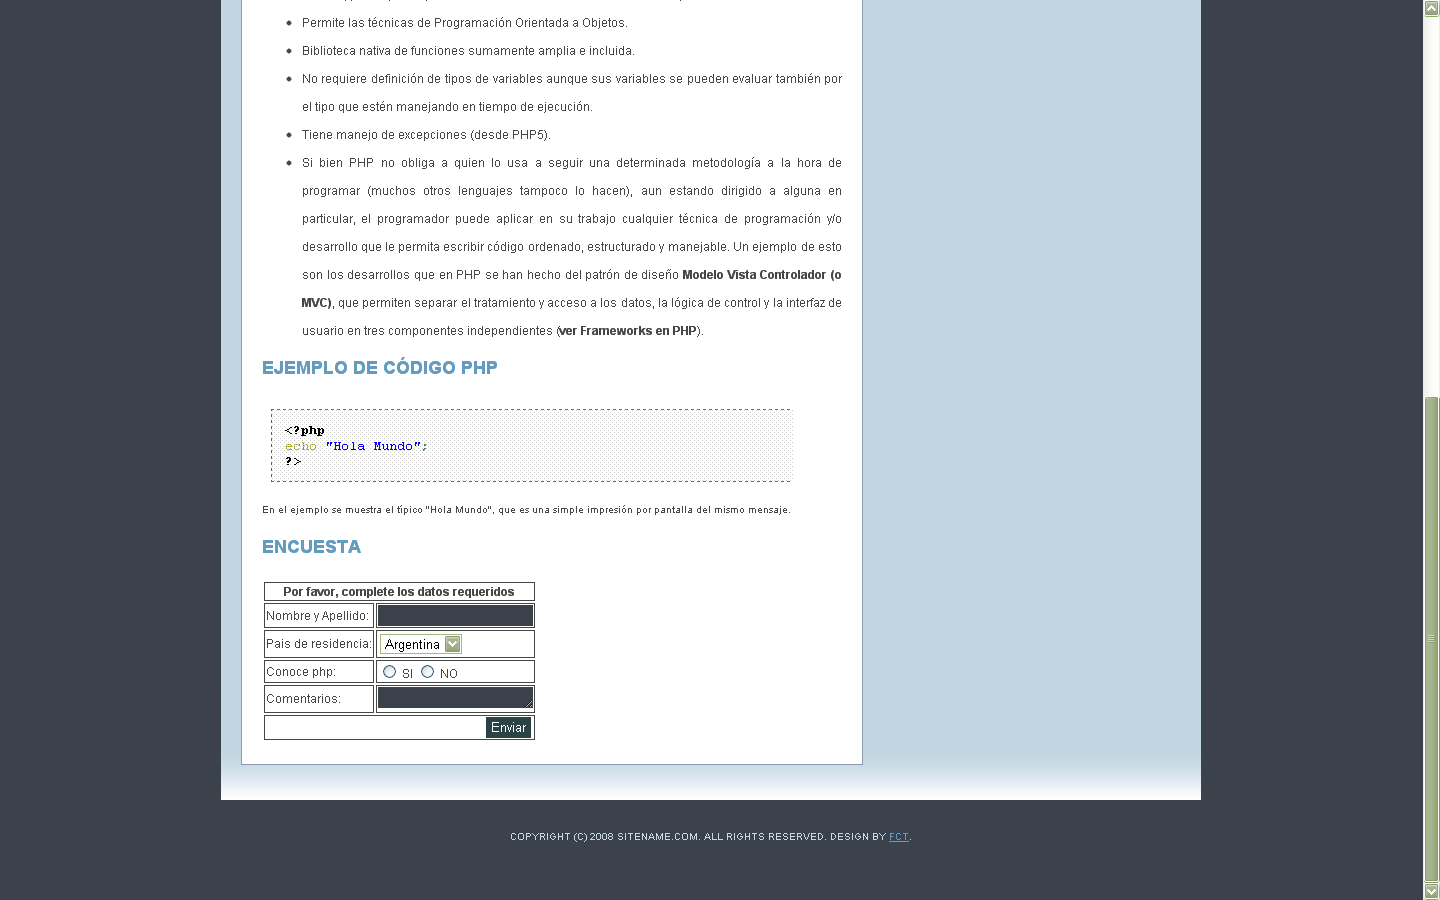 Permite las técnicas de Programación Orientada a Objetos.
Biblioteca nativa de funciones sumamente amplia e incluida.
No requiere definición de tipos de variables aunque sus variables se pueden evaluar también por
el tipo que estén manejando en tiempo de ejecución.
Tiene manejo de excepciones (desde PHP5).
Si bien PHP no obliga a quien lo usa a seguir una determinada metodología a la hora de
programar (muchos otros lenguajes tampoco lo hacen), aun estando dirigido a alguna en
particular, el programador puede aplicar en su trabajo cualquier técnica de programación y/o
desarrollo que le permita escribir código ordenado, estructurado y manejable. Un ejemplo de esto
son los desarrollos que en PHP se han hecho del patrón de diseño Modelo Vista Controlador (o
MVC), que permiten separar el tratamiento y acceso a los datos, la lógica de control y la interfaz de
usuario en tres componentes independientes (ver Frameworks en PHP).
EJEMPLO DE CÓDIGO PHP
<?php
echo "Hola Mundo";
?>
En el ejemplo se muestra el típico "Hola Mundo", que es una simple impresión por pantalla del mismo mensaje.
ENCUESTA
Por favor, complete los datos requeridos
Nombre y Apellido:
Pais de residencia: Argentina
Conoce php: SI NO
Comentarios:
Enviar
COPYRIGHT (C) 2008 SITENAME.COM. ALL RIGHTS RESERVED. DESIGN BY FCT.